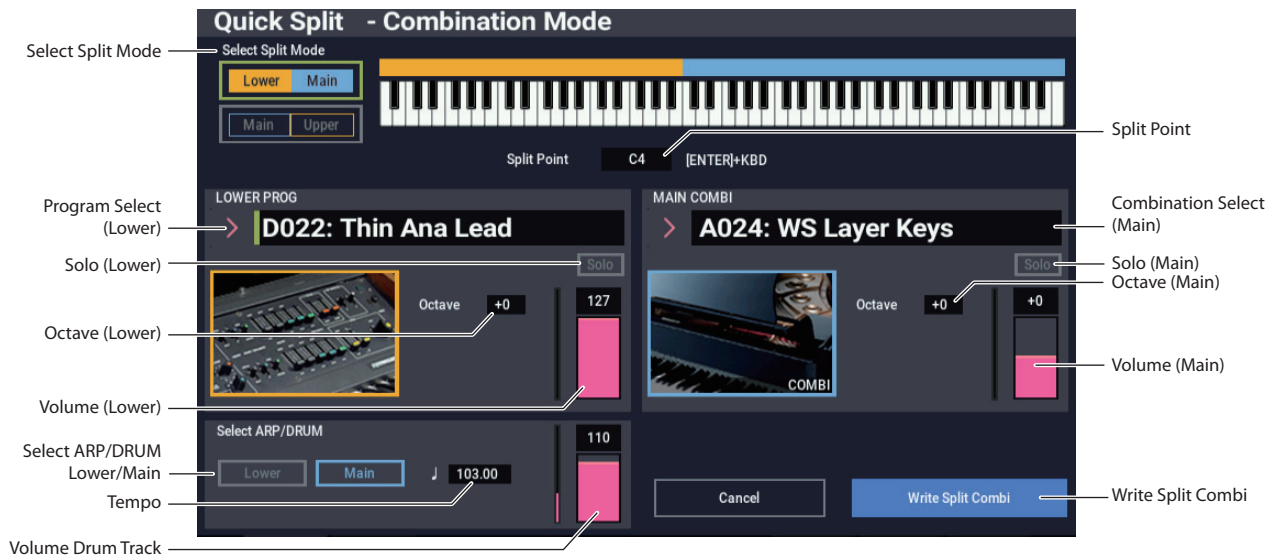 Quick Split - Combination Mode
Select Split Mode
Select Split Mode
Lower Main
Main Upper
Split Point
Split Point C4 [ENTER]+KBD
LOWER PROG
MAIN COMBI
Program Select
(Lower)
D022: Thin Ana Lead
A024: WS Layer Keys
Combination Select
(Main)
Solo (Lower)
Solo
Solo
Solo (Main)
Octave (Main)
Octave +0
127
Octave +0
+0
Octave (Lower)
COMBI
Volume (Main)
Volume (Lower)
Select ARP/DRUM
110
Select ARP/DRUM
Lower/Main
Lower Main
♩ 103.00
Tempo
Cancel
Write Split Combi
Write Split Combi
Volume Drum Track